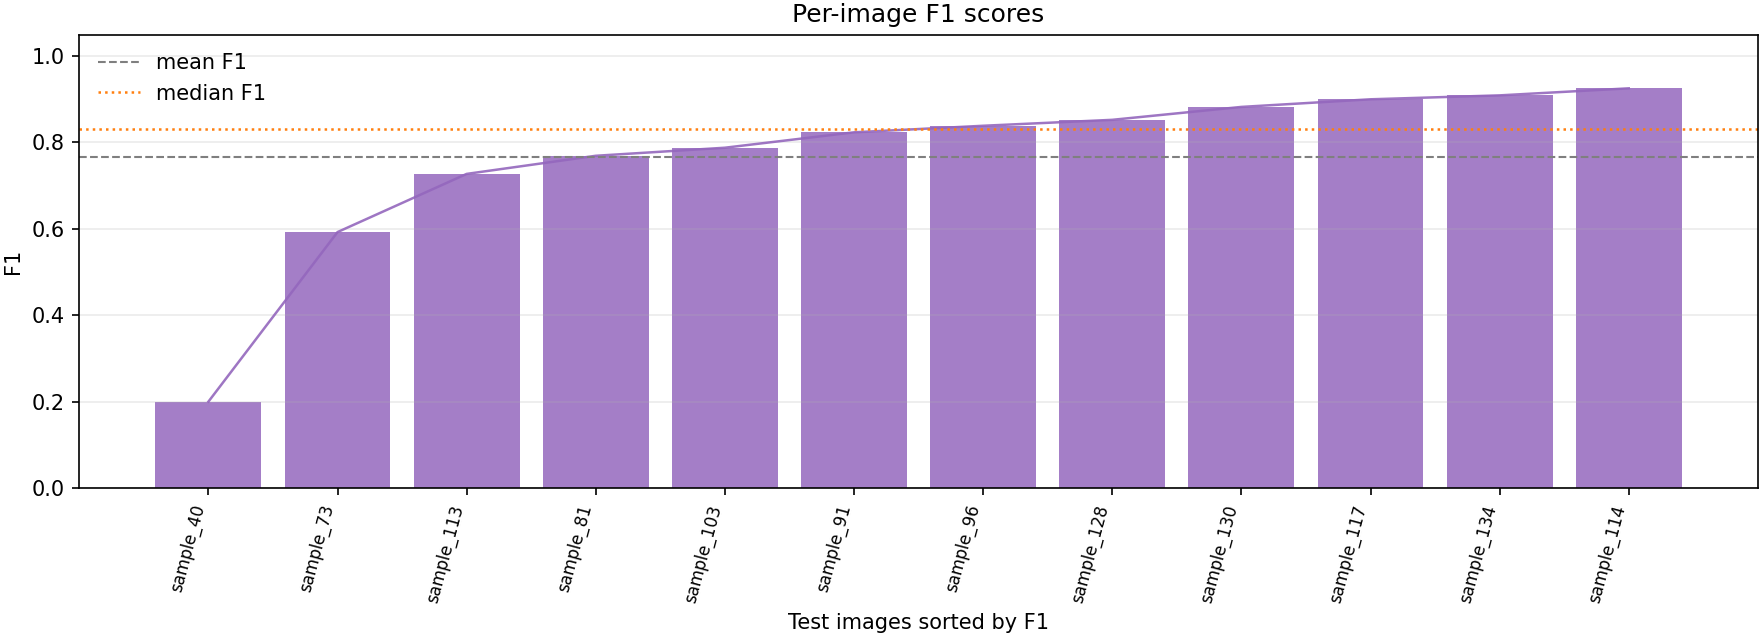 Per-image F1 scores
mean F1
median F1
1.0
0.8
0.6
0.4
0.2
0.0
F1
sample_40
sample_73
sample_113
sample_81
sample_103
sample_91
sample_96
sample_128
sample_130
sample_117
sample_134
sample_114
Test images sorted by F1